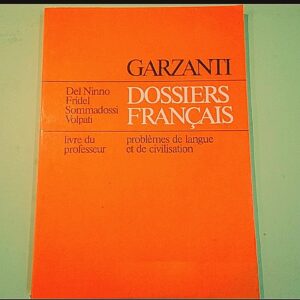 GARZANTI
Del Ninno
Fridel
Sommadossi
Volpati
DOSSIERS
FRANÇAIS
livre du
professeur
problèmes de langue
et de civilisation